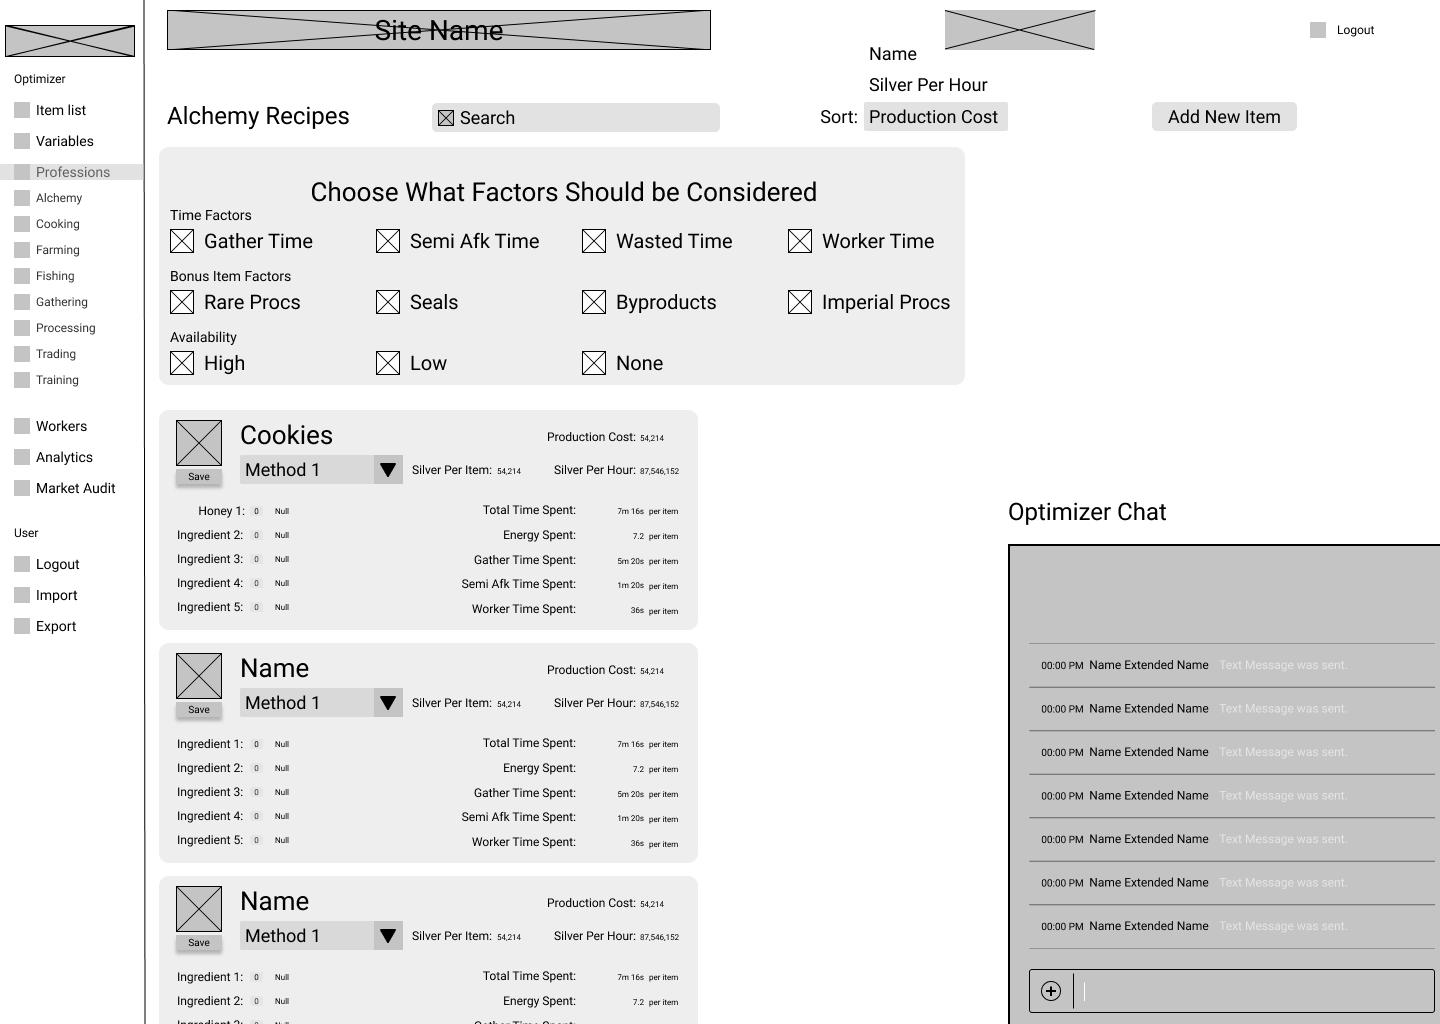 Site Name
Logout
Name
Silver Per Hour
Sort: Production Cost
Add New Item
Alchemy Recipes
Search
Optimizer
Item list
Variables
Professions
Alchemy
Cooking
Farming
Fishing
Gathering
Processing
Trading
Training
Workers
Analytics
Market Audit
User
Logout
Import
Export
Choose What Factors Should be Considered
Time Factors
Gather Time Semi Afk Time Wasted Time Worker Time
Bonus Item Factors
Rare Procs Seals Byproducts Imperial Procs
Availability
High Low None
Cookies Production Cost: 54,214
Save Method 1 Silver Per Item: 54,214 Silver Per Hour: 87,546,152
Honey 1: 0 Null Total Time Spent: 7m 16s per item
Ingredient 2: 0 Null Energy Spent: 7.2 per item
Ingredient 3: 0 Null Gather Time Spent: 5m 20s per item
Ingredient 4: 0 Null Semi Afk Time Spent: 1m 20s per item
Ingredient 5: 0 Null Worker Time Spent: 36s per item
Name Production Cost: 54,214
Save Method 1 Silver Per Item: 54,214 Silver Per Hour: 87,546,152
Ingredient 1: 0 Null Total Time Spent: 7m 16s per item
Ingredient 2: 0 Null Energy Spent: 7.2 per item
Ingredient 3: 0 Null Gather Time Spent: 5m 20s per item
Ingredient 4: 0 Null Semi Afk Time Spent: 1m 20s per item
Ingredient 5: 0 Null Worker Time Spent: 36s per item
Name Production Cost: 54,214
Save Method 1 Silver Per Item: 54,214 Silver Per Hour: 87,546,152
Ingredient 1: 0 Null Total Time Spent: 7m 16s per item
Ingredient 2: 0 Null Energy Spent: 7.2 per item
Optimizer Chat
00:00 PM Name Extended Name Text Message was sent.
00:00 PM Name Extended Name Text Message was sent.
00:00 PM Name Extended Name Text Message was sent.
00:00 PM Name Extended Name Text Message was sent.
00:00 PM Name Extended Name Text Message was sent.
00:00 PM Name Extended Name Text Message was sent.
00:00 PM Name Extended Name Text Message was sent.